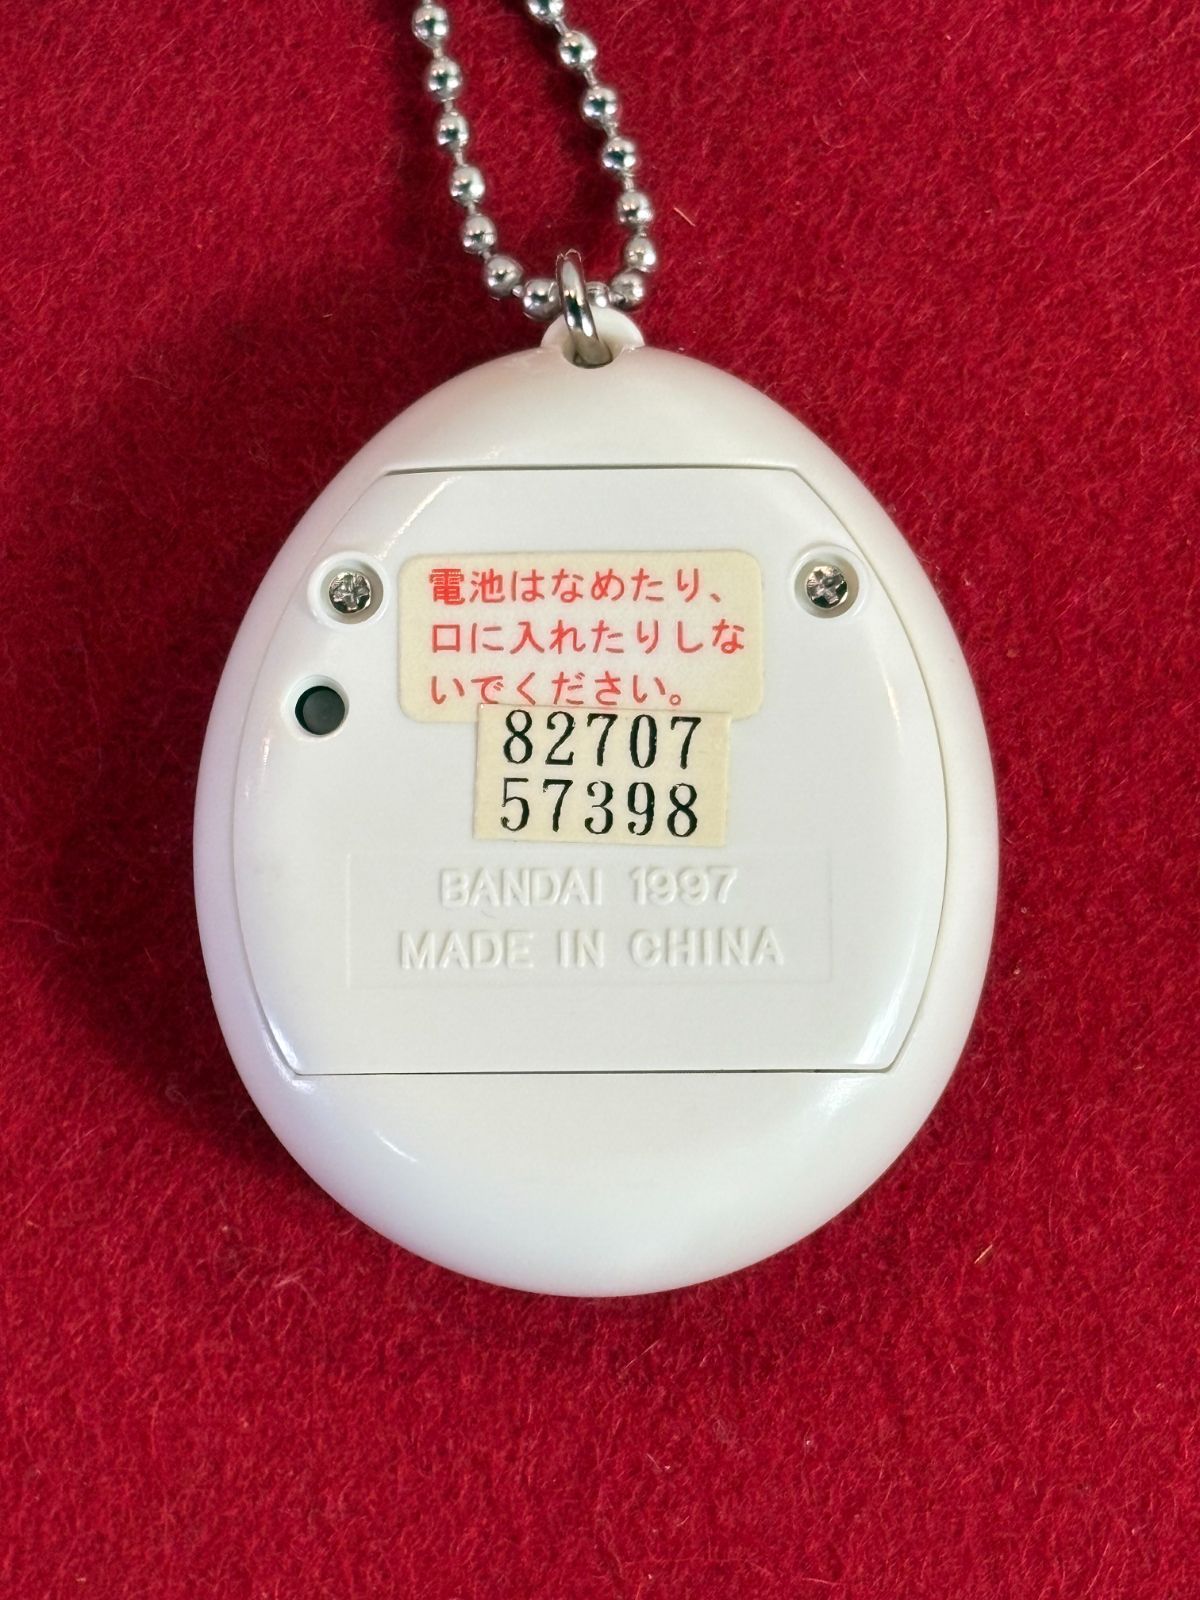 電池はなめたり、
口に入れたりしな
いでください。
82707
57398
BANDAI 1997
MADE IN CHINA